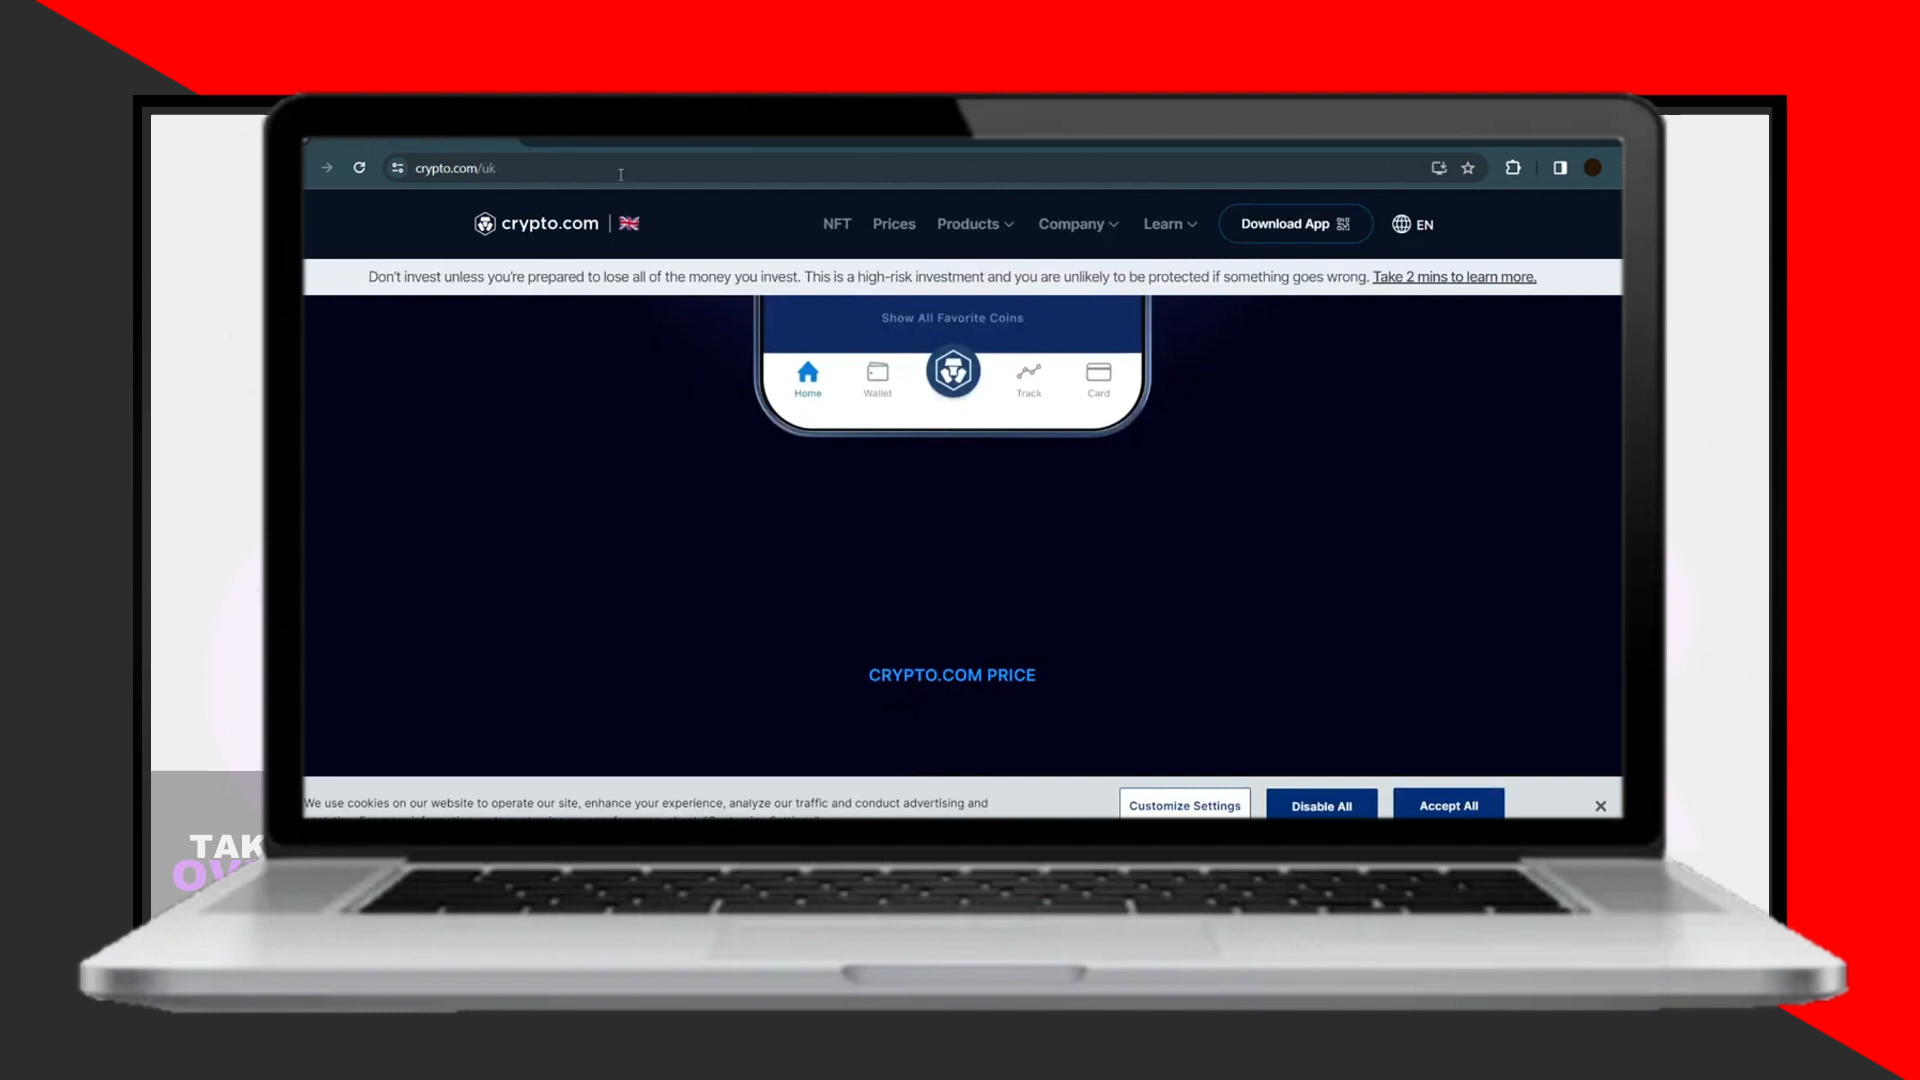 crypto.com/uk
crypto.com
NFT
Prices
Products
Company
Learn
Download App
EN
Don't invest unless you're prepared to lose all of the money you invest. This is a high-risk investment and you are unlikely to be protected if something goes wrong. Take 2 mins to learn more.
Show All Favorite Coins
Home
Wallet
Track
Card
CRYPTO.COM PRICE
We use cookies on our website to operate our site, enhance your experience, analyze our traffic and conduct advertising and
Customize Settings
Disable All
Accept All
TAK
OV